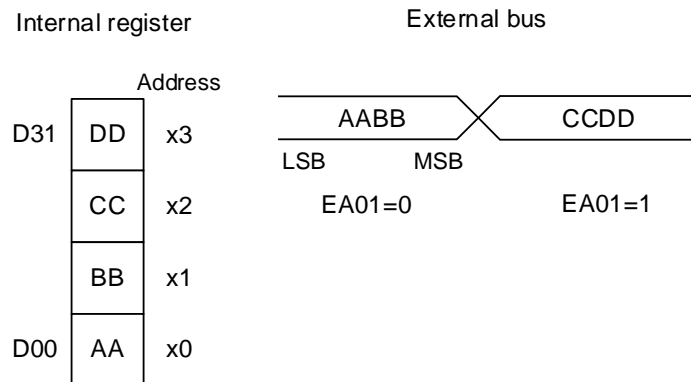 Internal register
External bus
Address
D31 DD x3
AABB CCDD
LSB MSB
CC x2
EA01=0 EA01=1
BB x1
D00 AA x0